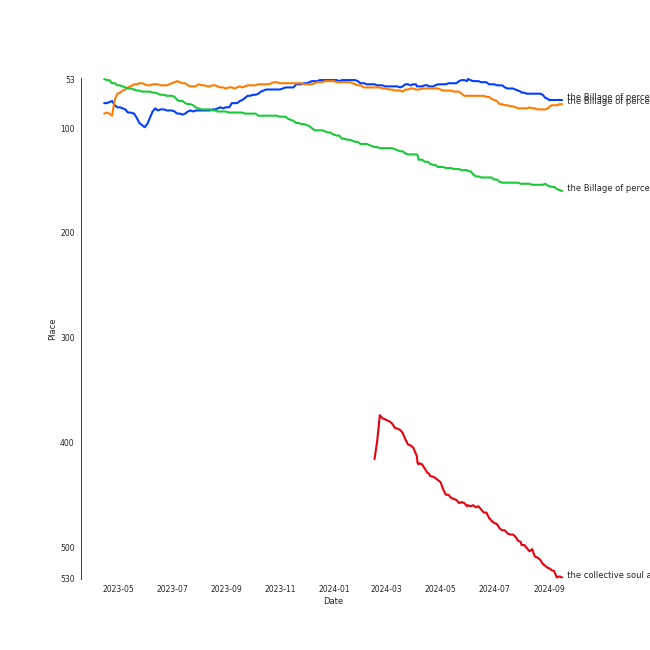 53
the Billage of perce
the Billage of perce
100
the Billage of perce
200
300
Place
400
500
530
the collective soul a
2023-05
2023-07
2023-09
2023-11
2024-01
2024-03
2024-05
2024-07
2024-09
Date